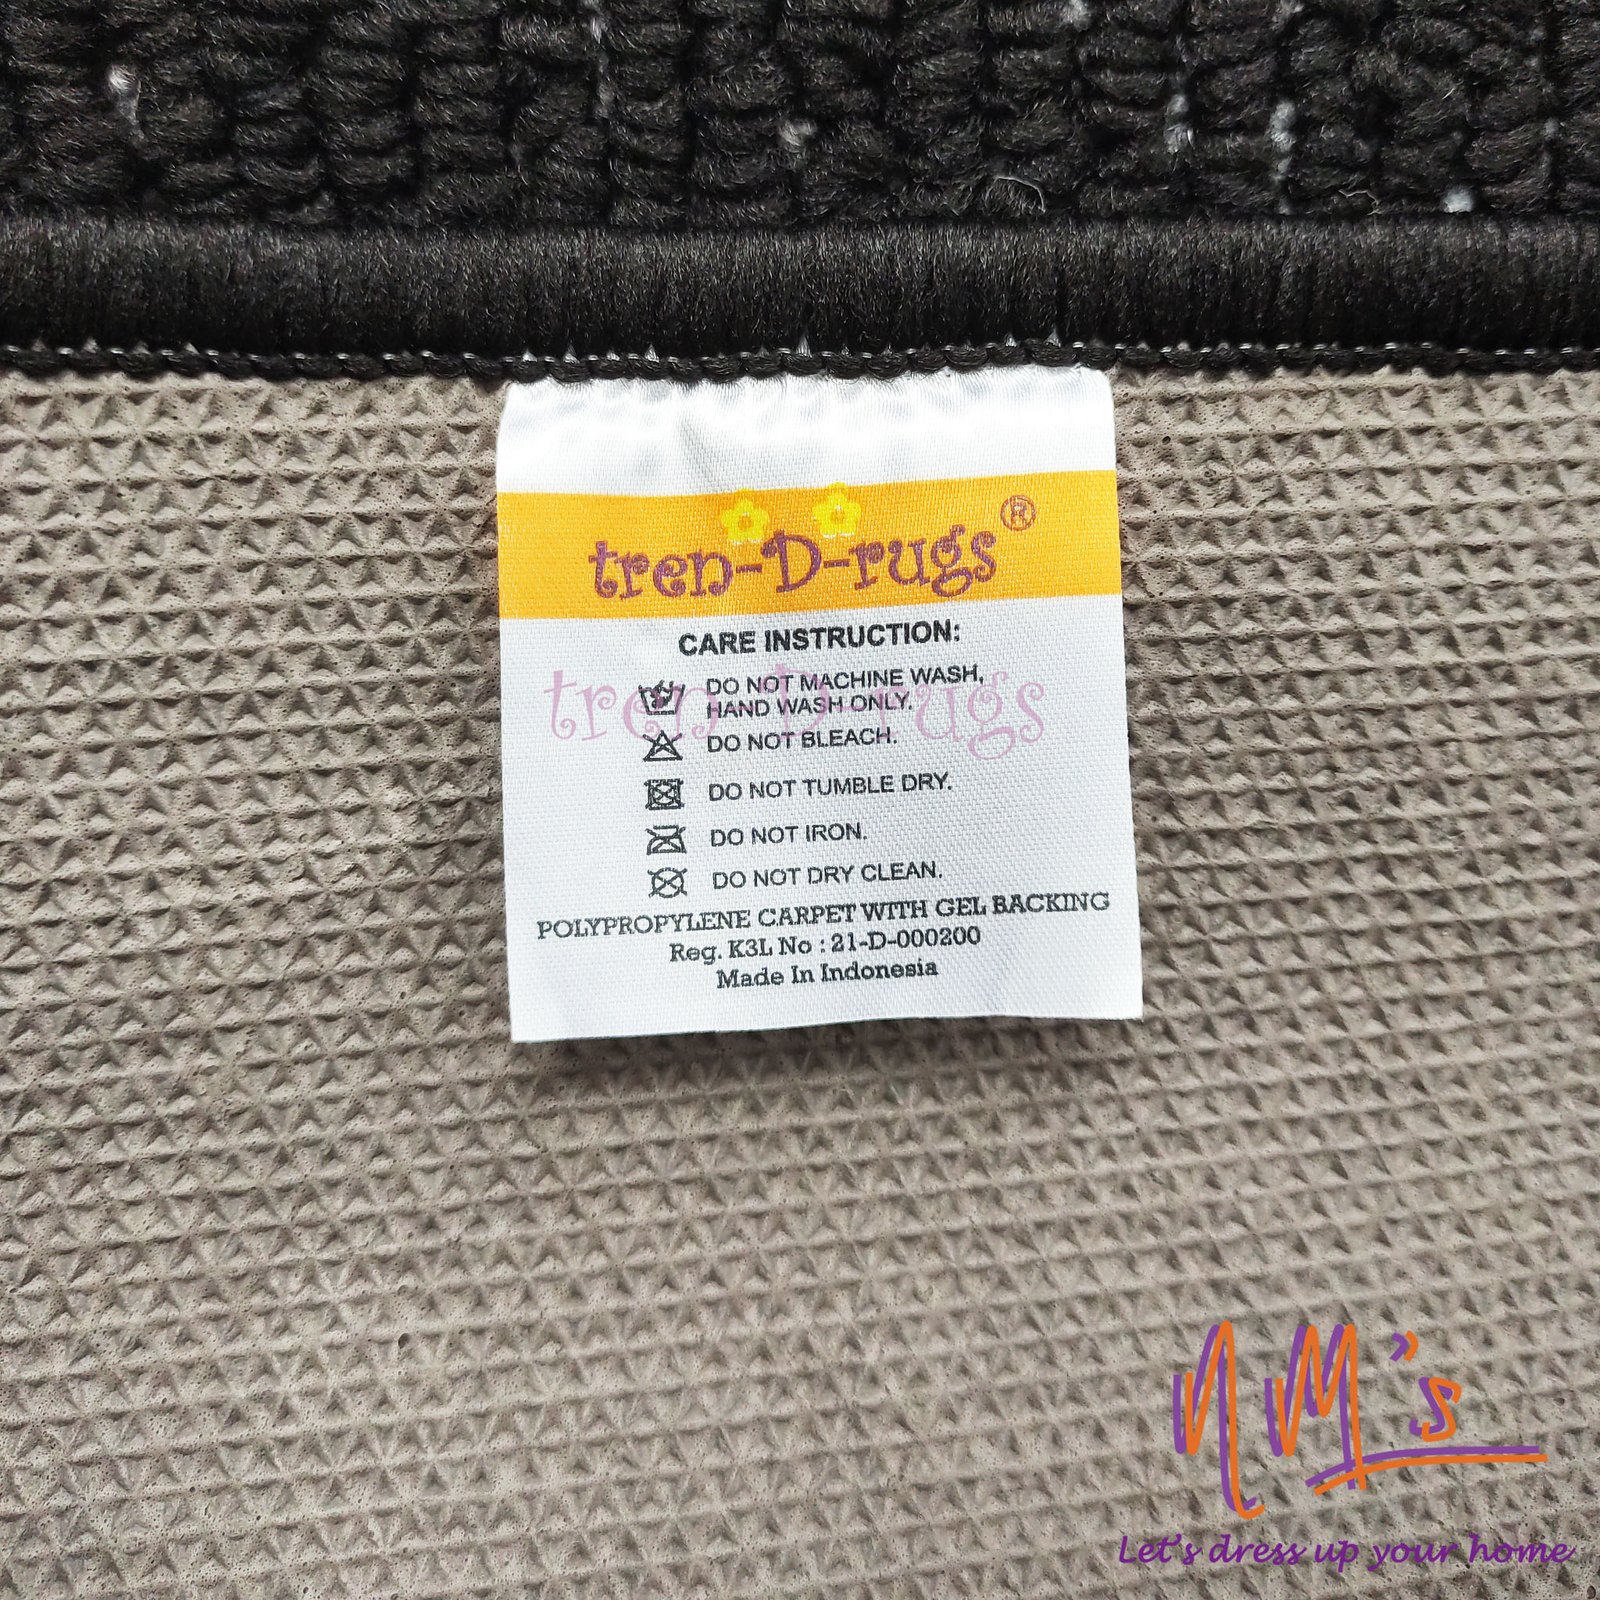 tren-D-rugs®
CARE INSTRUCTION:
tren-D-rugs
DO NOT MACHINE WASH,
HAND WASH ONLY.
DO NOT BLEACH.
DO NOT TUMBLE DRY.
DO NOT IRON.
DO NOT DRY CLEAN.
POLYPROPYLENE CARPET WITH GEL BACKING
Reg. K3L No : 21-D-000200
Made In Indonesia
NM's
Let's dress up your home